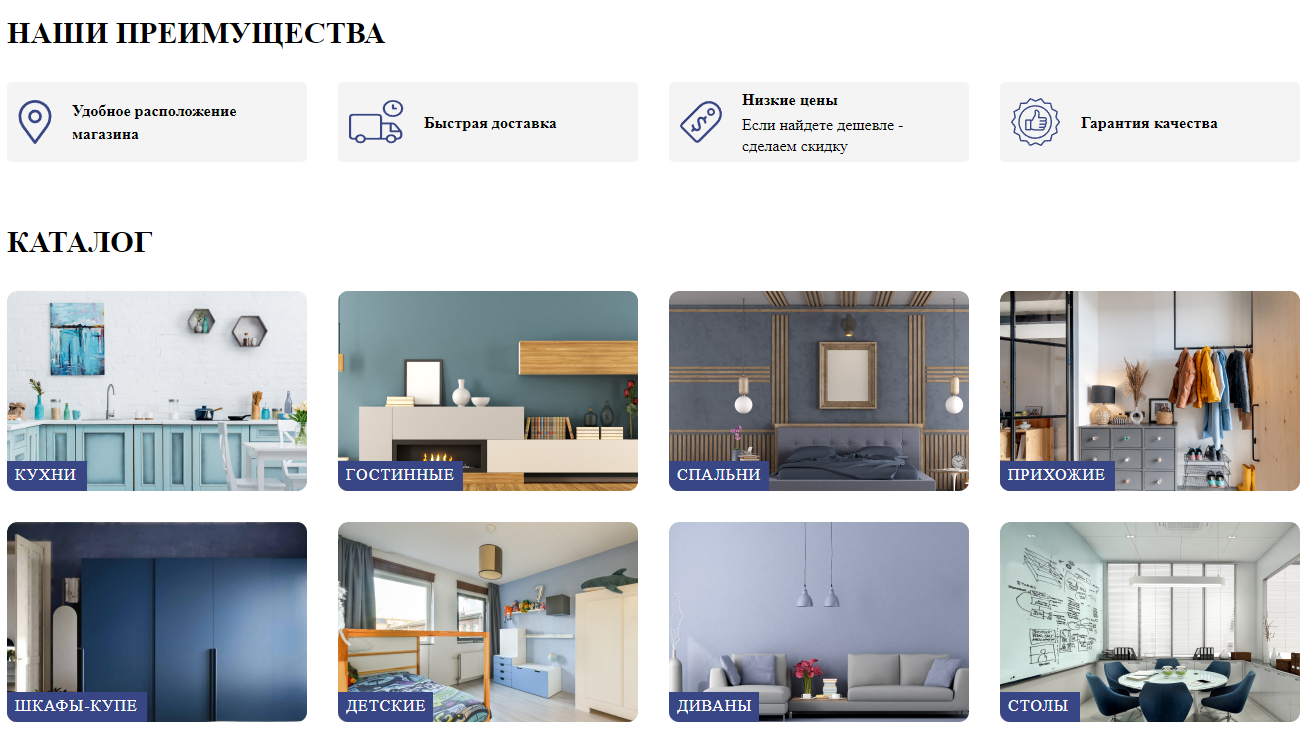 НАШИ ПРЕИМУЩЕСТВА
Удобное расположение
магазина
Быстрая доставка
Низкие цены
Если найдете дешевле -
сделаем скидку
Гарантия качества
КАТАЛОГ
КУХНИ
ГОСТИННЫЕ
СПАЛЬНИ
ПРИХОЖИЕ
ШКАФЫ-КУПЕ
ДЕТСКИЕ
ДИВАНЫ
СТОЛЫ